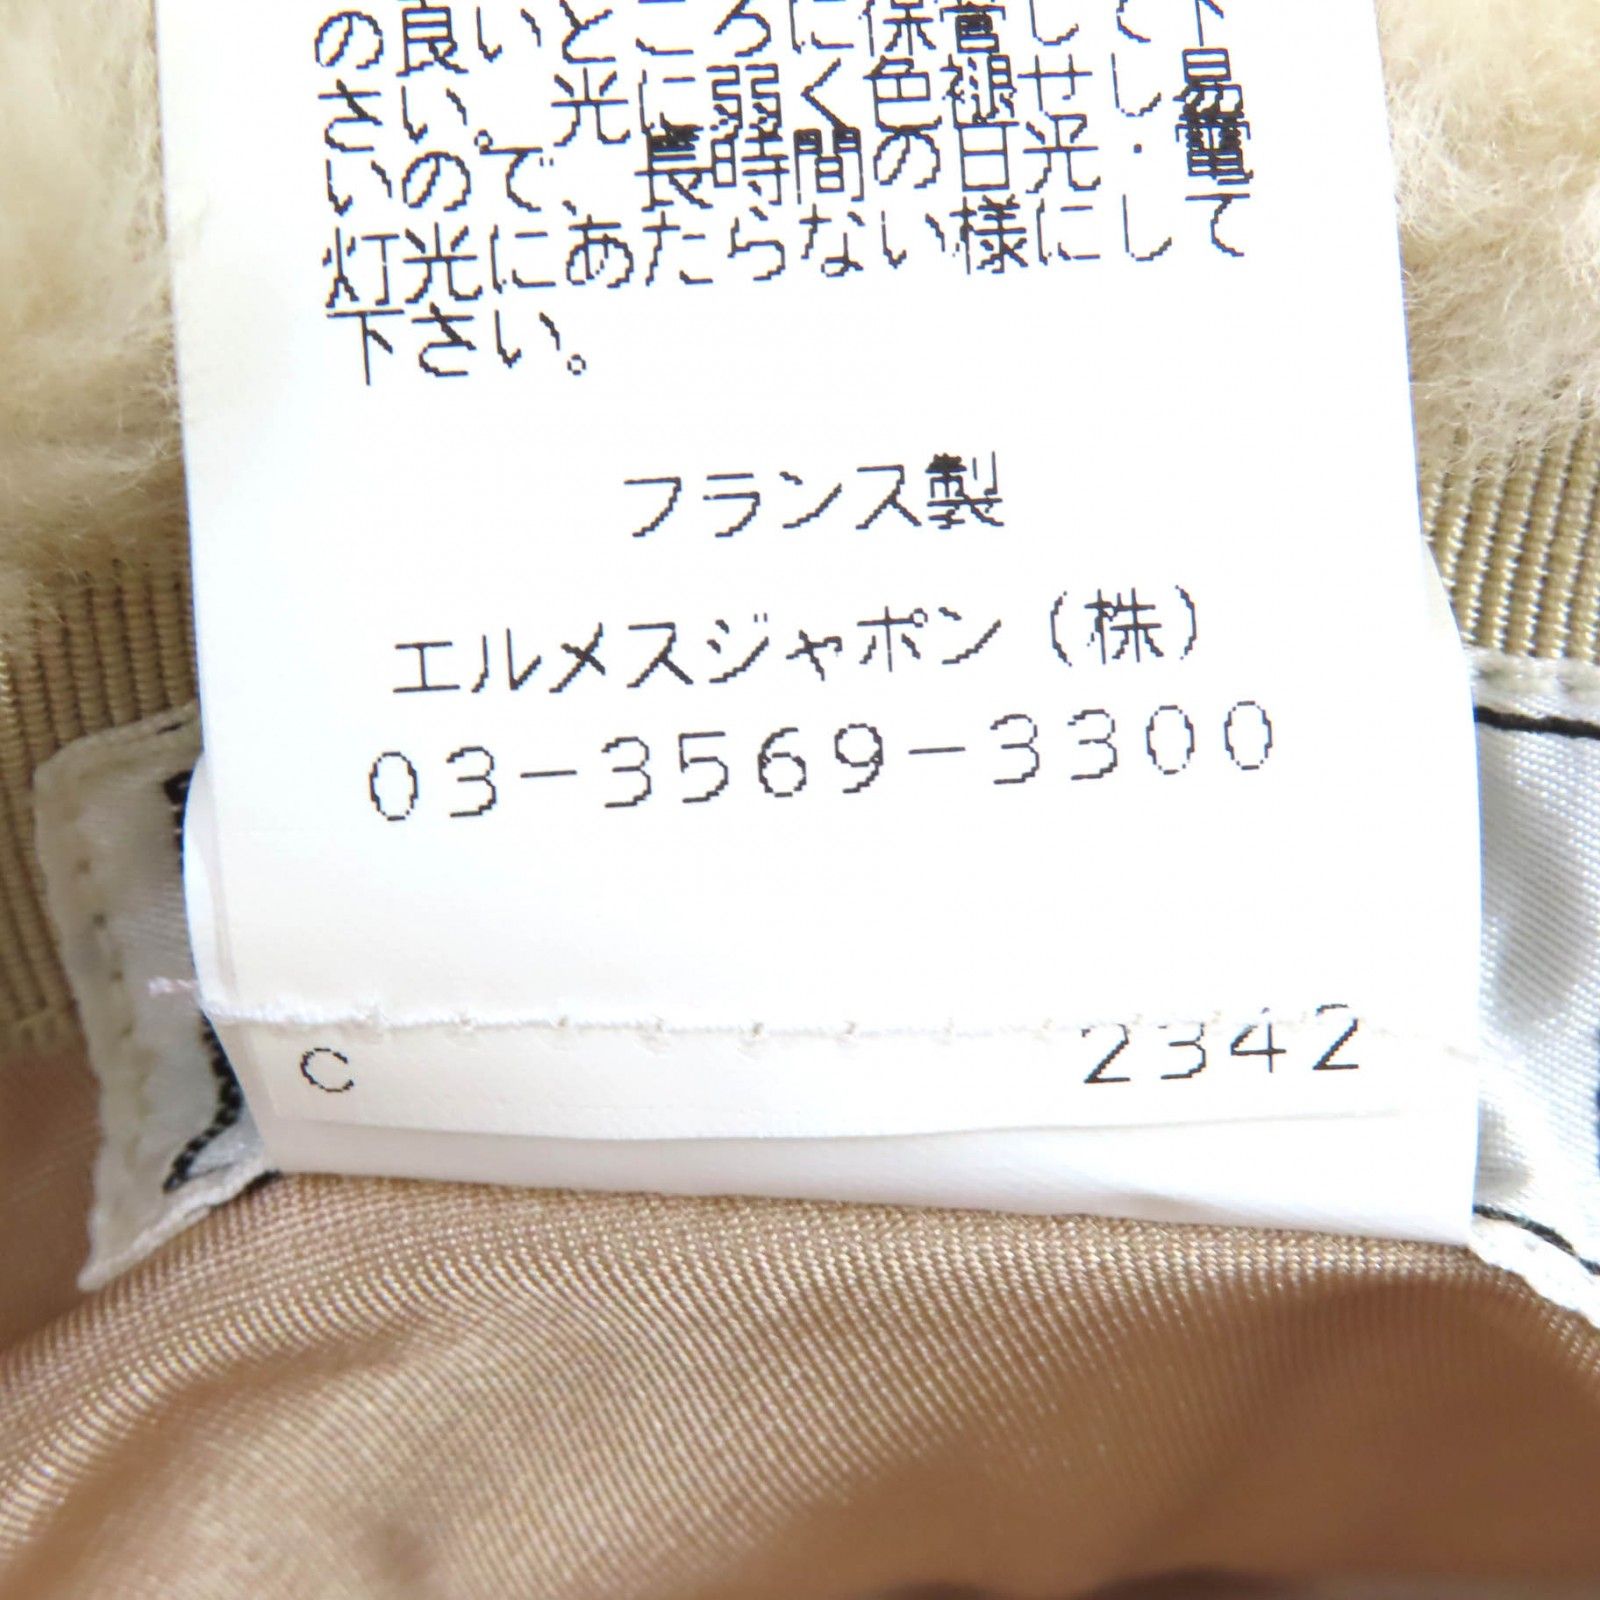 の良いところに保管して下
さい。光に弱く色褪せし易
いので、長時間の日光・電
灯光にあたらない様にして
下さい。
フランス製
エルメスジャポン（株）
03-3569-3300
C 2342